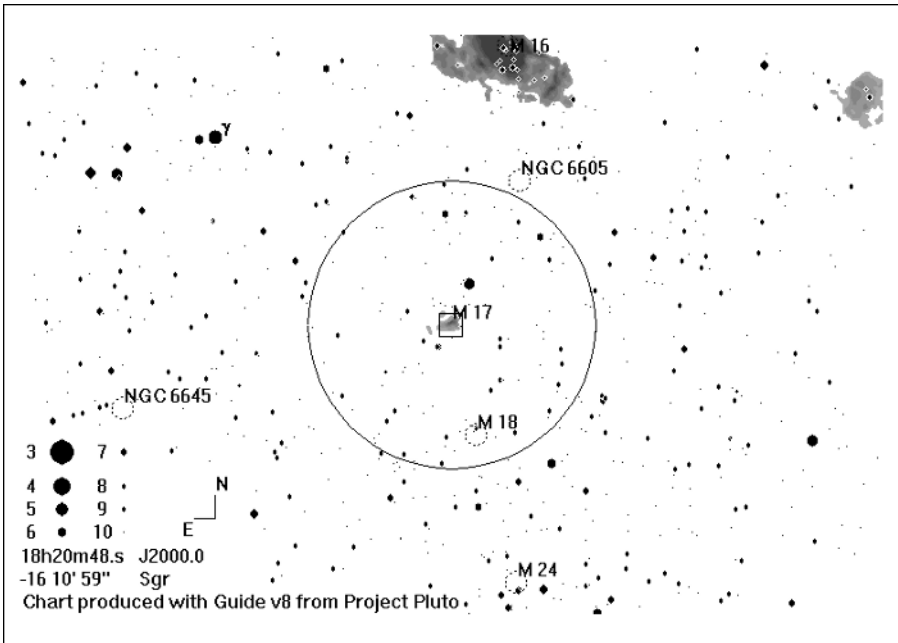 M 16
γ
NGC 6605
M 17
NGC 6645
M 18
3 7
4 8
5 9
6 10
N
E
18h20m48.s J2000.0
-16 10' 59" Sgr
M 24
Chart produced with Guide v8 from Project Pluto